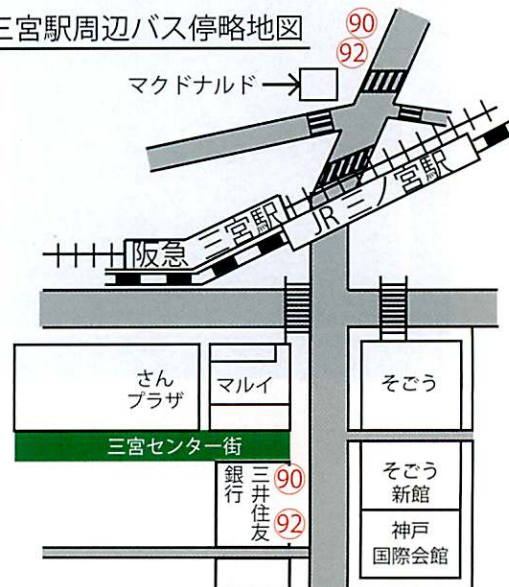 三宮駅周辺バス停略地図
90
92
マクドナルド
阪急 三宮駅
JR三ノ宮駅
さん
プラザ
マルイ
そごう
三宮センター街
三井住友
銀行
90
92
そごう
新館
神戸
国際会館